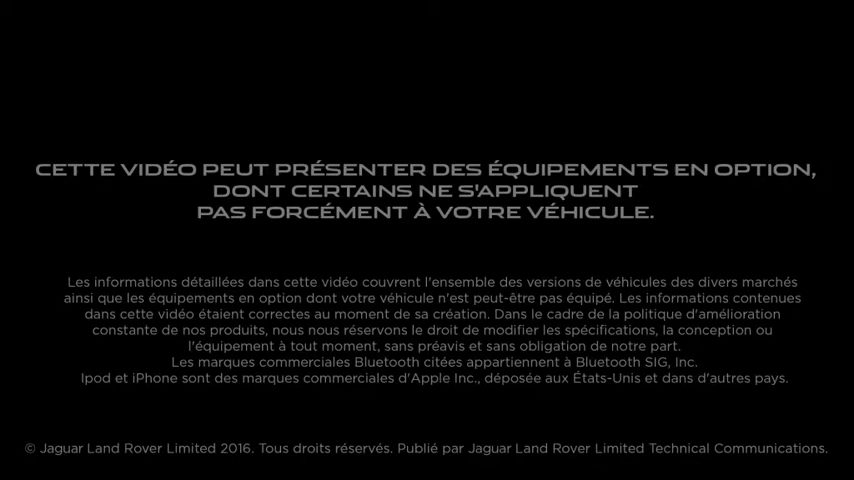 CETTE VIDÉO PEUT PRÉSENTER DES ÉQUIPEMENTS EN OPTION,
DONT CERTAINS NE S'APPLIQUENT
PAS FORCÉMENT À VOTRE VÉHICULE.
Les informations détaillées dans cette vidéo couvrent l'ensemble des versions de véhicules des divers marchés
ainsi que les équipements en option dont votre véhicule n'est peut-être pas équipé. Les informations contenues
dans cette vidéo étaient correctes au moment de sa création. Dans le cadre de la politique d'amélioration
constante de nos produits, nous nous réservons le droit de modifier les spécifications, la conception ou
l'équipement à tout moment, sans préavis et sans obligation de notre part.
Les marques commerciales Bluetooth citées appartiennent à Bluetooth SIG, Inc.
Ipod et iPhone sont des marques commerciales d'Apple Inc., déposée aux États-Unis et dans d'autres pays.
© Jaguar Land Rover Limited 2016. Tous droits réservés. Publié par Jaguar Land Rover Limited Technical Communications.